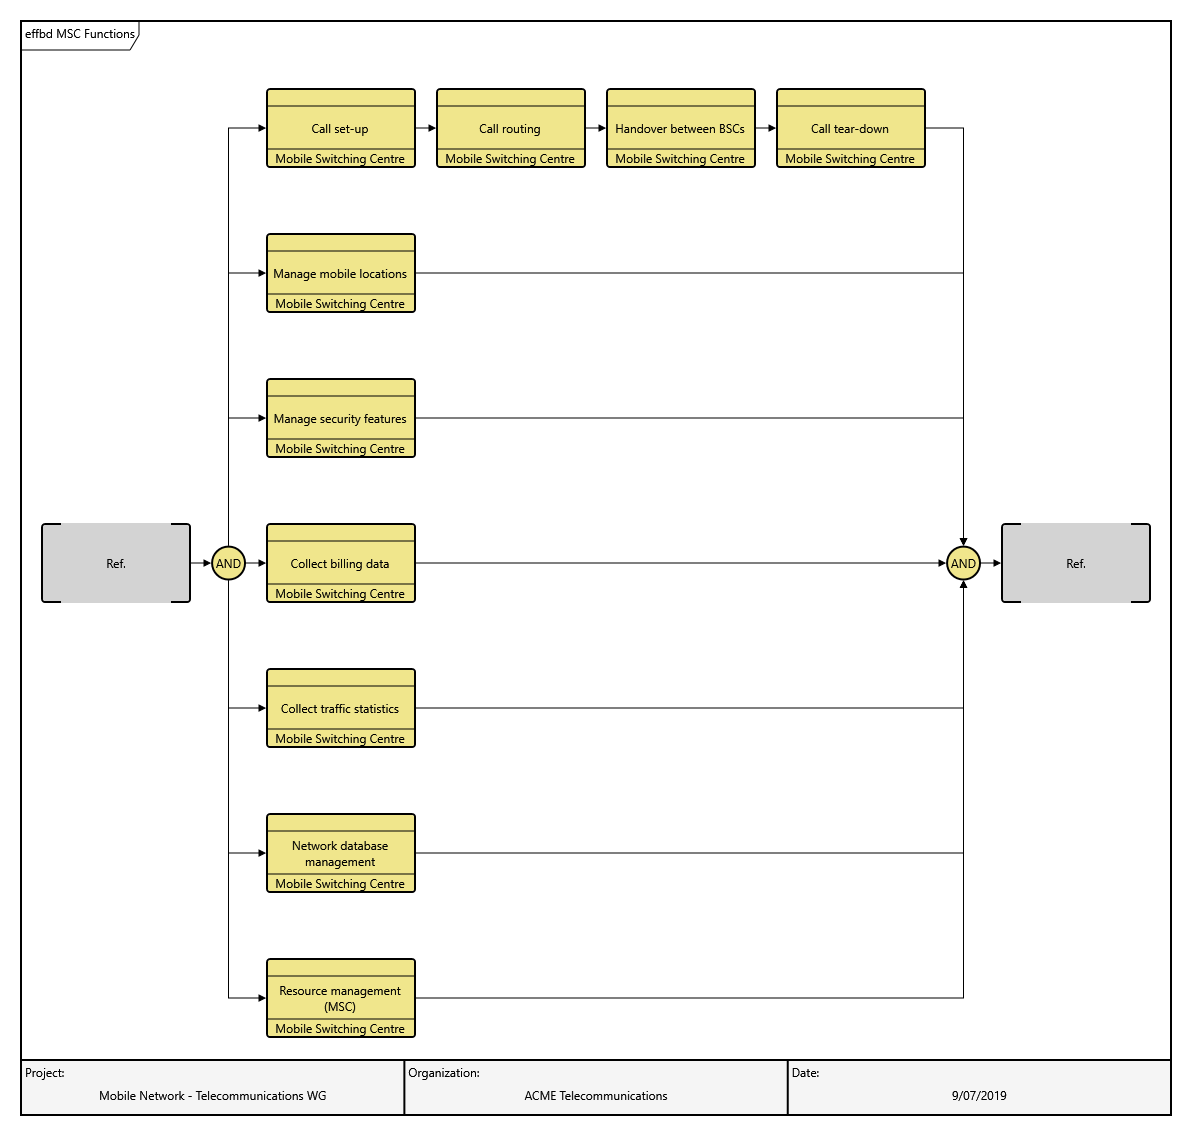 effbd MSC Functions
Call set-up
Mobile Switching Centre
Call routing
Mobile Switching Centre
Handover between BSCs
Mobile Switching Centre
Call tear-down
Mobile Switching Centre
Manage mobile locations
Mobile Switching Centre
Manage security features
Mobile Switching Centre
Ref.
AND
Collect billing data
Mobile Switching Centre
AND
Ref.
Collect traffic statistics
Mobile Switching Centre
Network database
management
Mobile Switching Centre
Resource management
(MSC)
Mobile Switching Centre
Project:
Mobile Network - Telecommunications WG
Organization:
ACME Telecommunications
Date:
9/07/2019